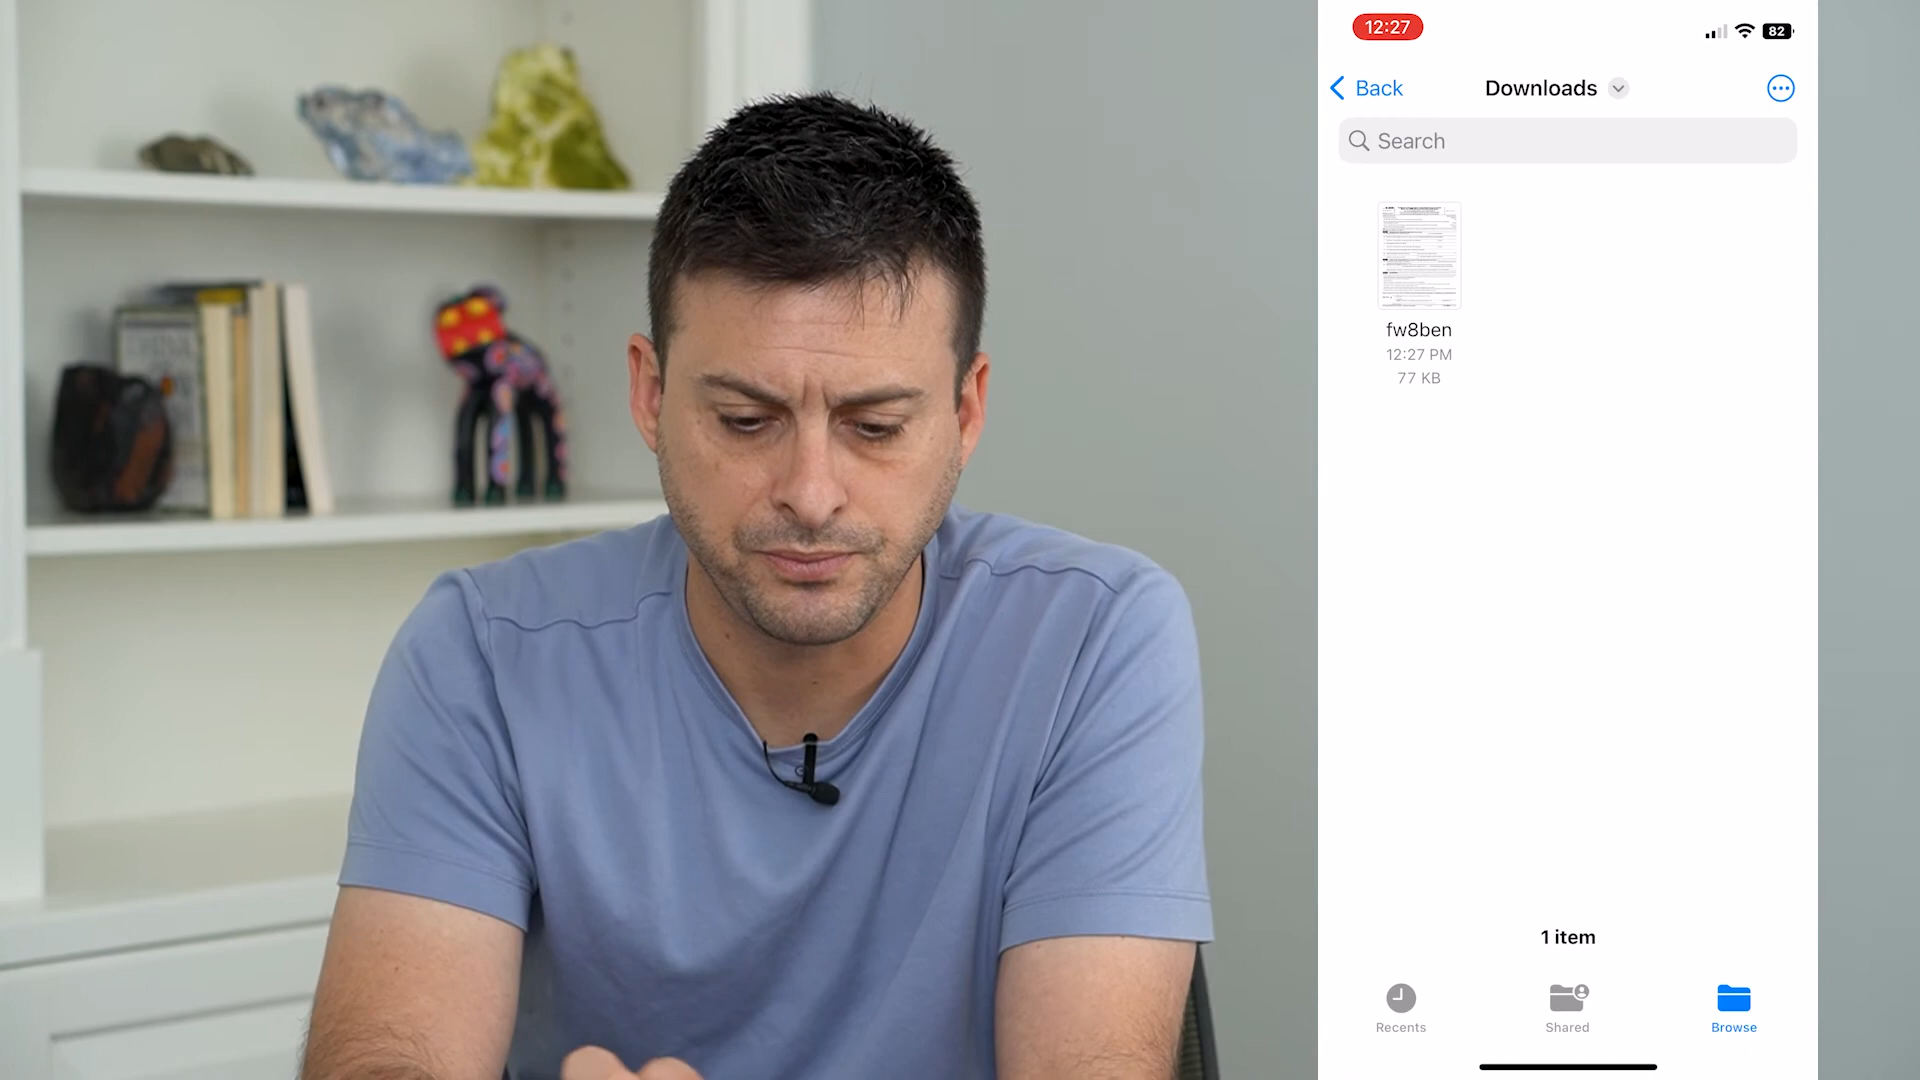 12:27
82
Back
Downloads
Search
fw8ben
12:27 PM
77 KB
1 item
Recents
Shared
Browse